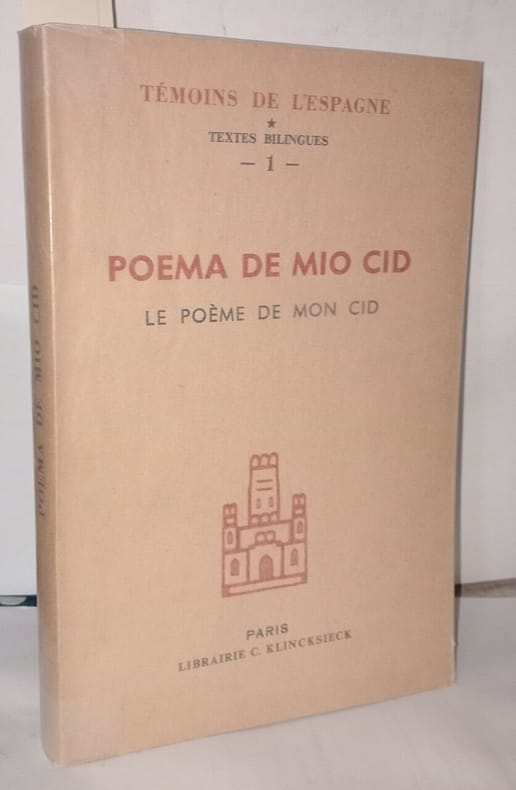 TÉMOINS DE L'ESPAGNE
★
TEXTES BILINGUES
— 1 —
POEMA DE MIO CID
LE POÈME DE MON CID
PARIS
LIBRAIRIE C. KLINCKSIECK
POEMA DE MIO CID